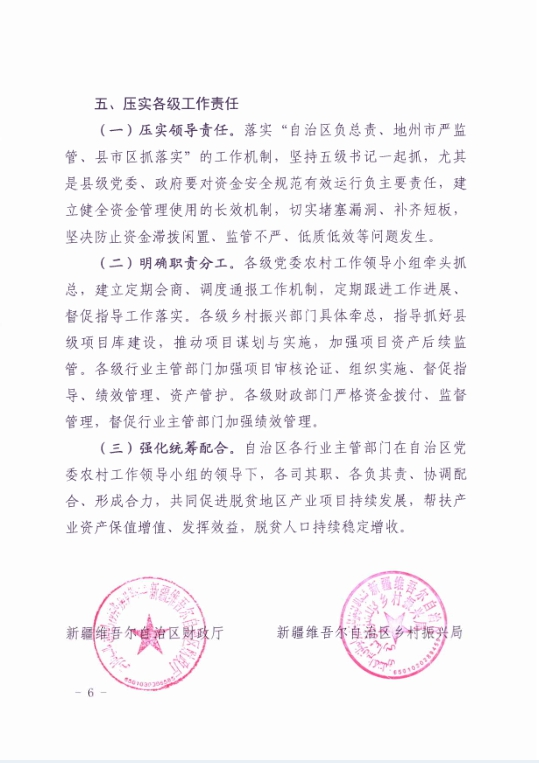 五、压实各级工作责任
（一）压实领导责任。落实“自治区负总责、地州市严监
管、县市区抓落实”的工作机制，坚持五级书记一起抓，尤其
是县级党委、政府要对资金安全规范有效运行负主要责任，建
立健全资金管理使用的长效机制，切实堵塞漏洞、补齐短板，
坚决防止资金滞拨闲置、监管不严、低质低效等问题发生。
（二）明确职责分工。各级党委农村工作领导小组牵头抓
总，建立定期会商、调度通报工作机制，定期跟进工作进展、
督促指导工作落实。各级乡村振兴部门具体牵总，指导抓好县
级项目库建设，推动项目谋划与实施，加强项目资产后续监
管。各级行业主管部门加强项目审核论证、组织实施、督促指
导、绩效管理、资产管护。各级财政部门严格资金拨付、监督
管理，督促行业主管部门加强绩效管理。
（三）强化统筹配合。自治区各行业主管部门在自治区党
委农村工作领导小组的领导下，各司其职、各负其责、协调配
合、形成合力，共同促进脱贫地区产业项目持续发展，帮扶产
业资产保值增值、发挥效益，脱贫人口持续稳定增收。
新疆维吾尔自治区财政厅
新疆维吾尔自治区乡村振兴局
- 6 -